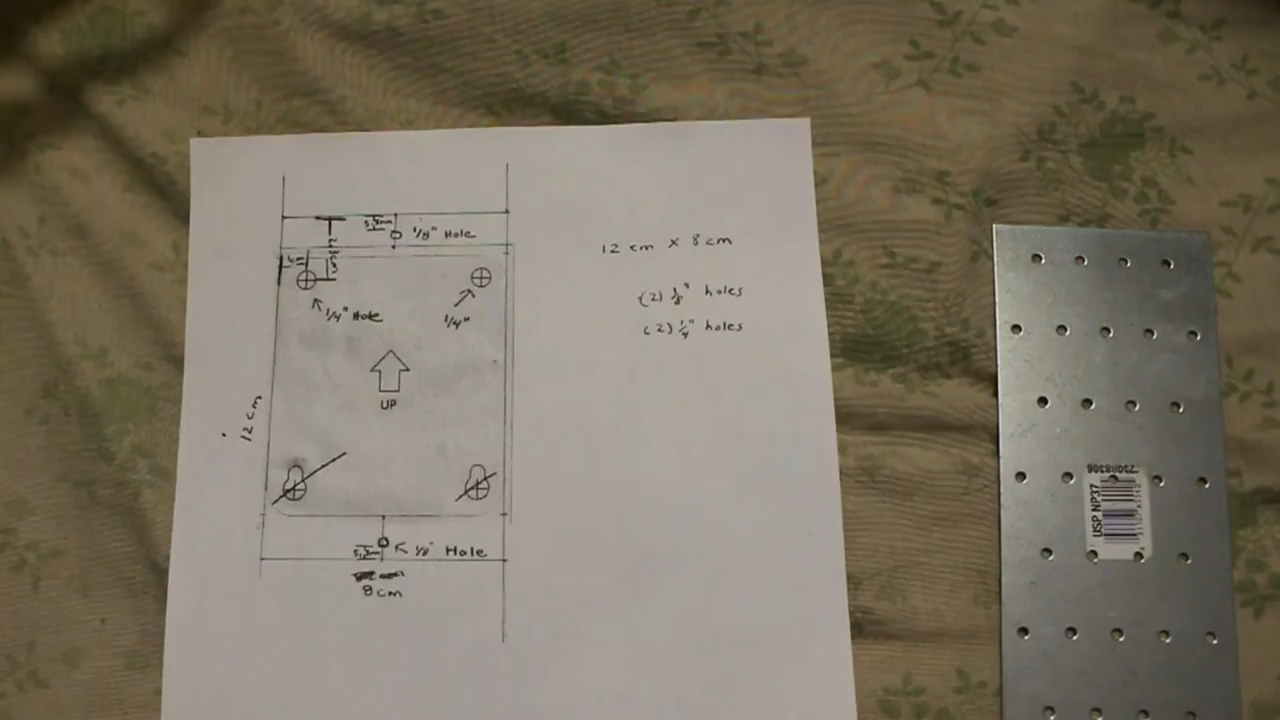 1/8" Hole
1/4" Hole
1/4"
UP
12 cm
1/8" Hole
8 cm
12 cm x 8 cm
(2) 1/8" holes
(2) 1/4" holes
730R8306
USP NP37